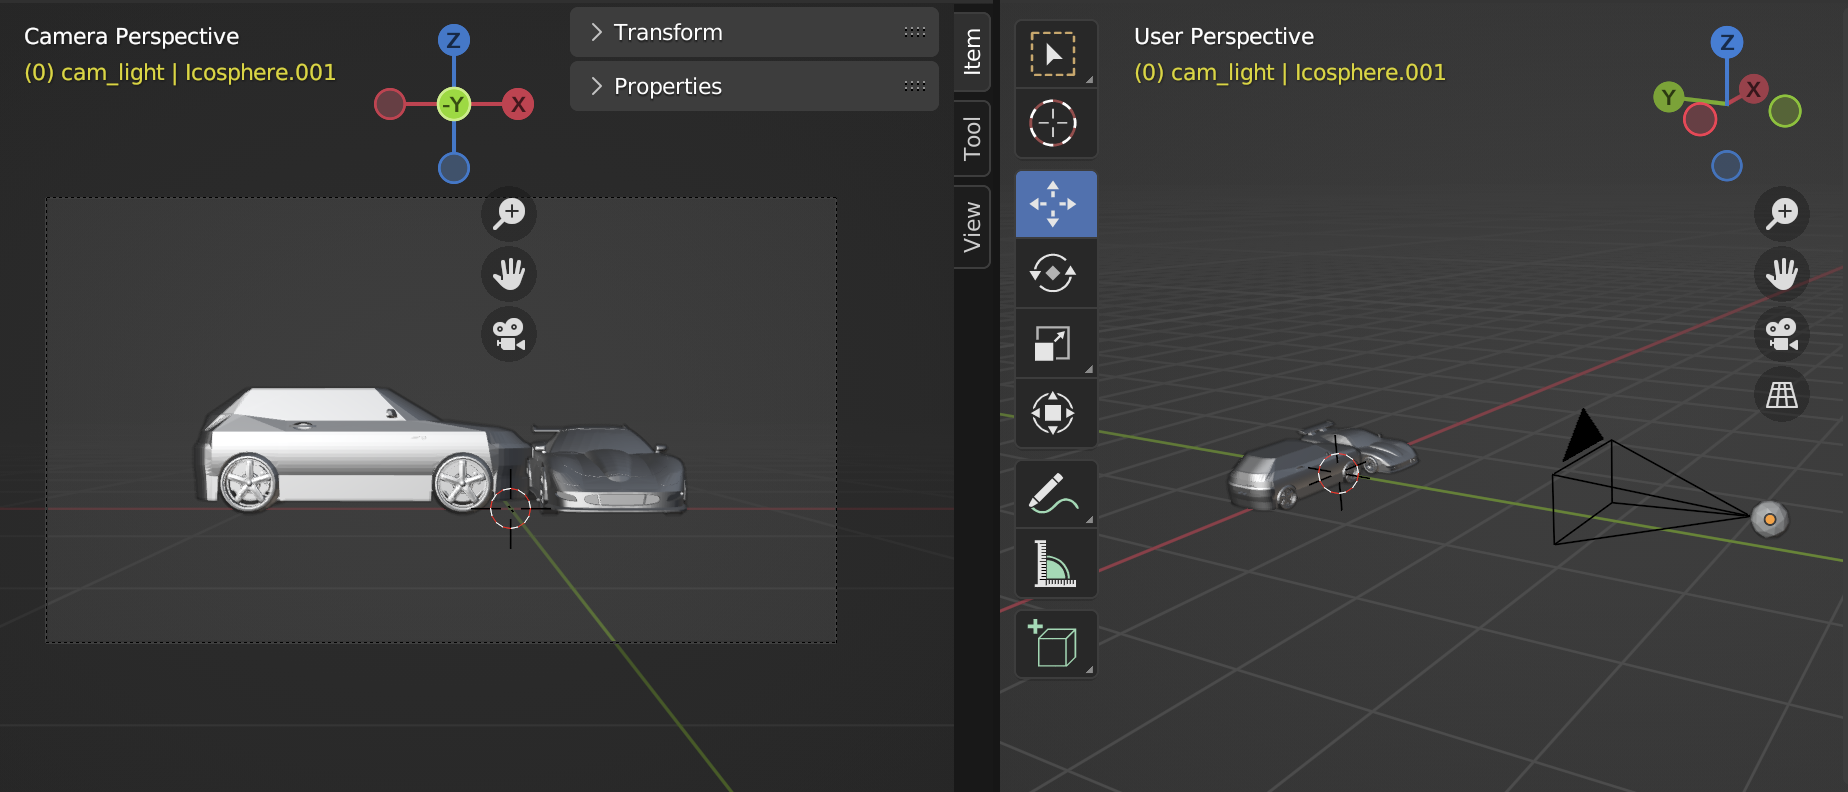 Camera Perspective
(0) cam_light | Icosphere.001
Z
-Y
X
Transform
Properties
Item
Tool
View
User Perspective
(0) cam_light | Icosphere.001
Z
Y
X